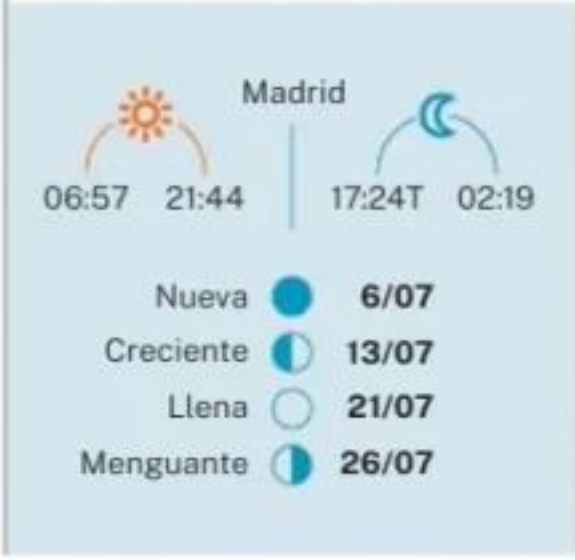 Madrid
06:57 21:44 17:24T 02:19
Nueva 6/07
Creciente 13/07
Llena 21/07
Menguante 26/07